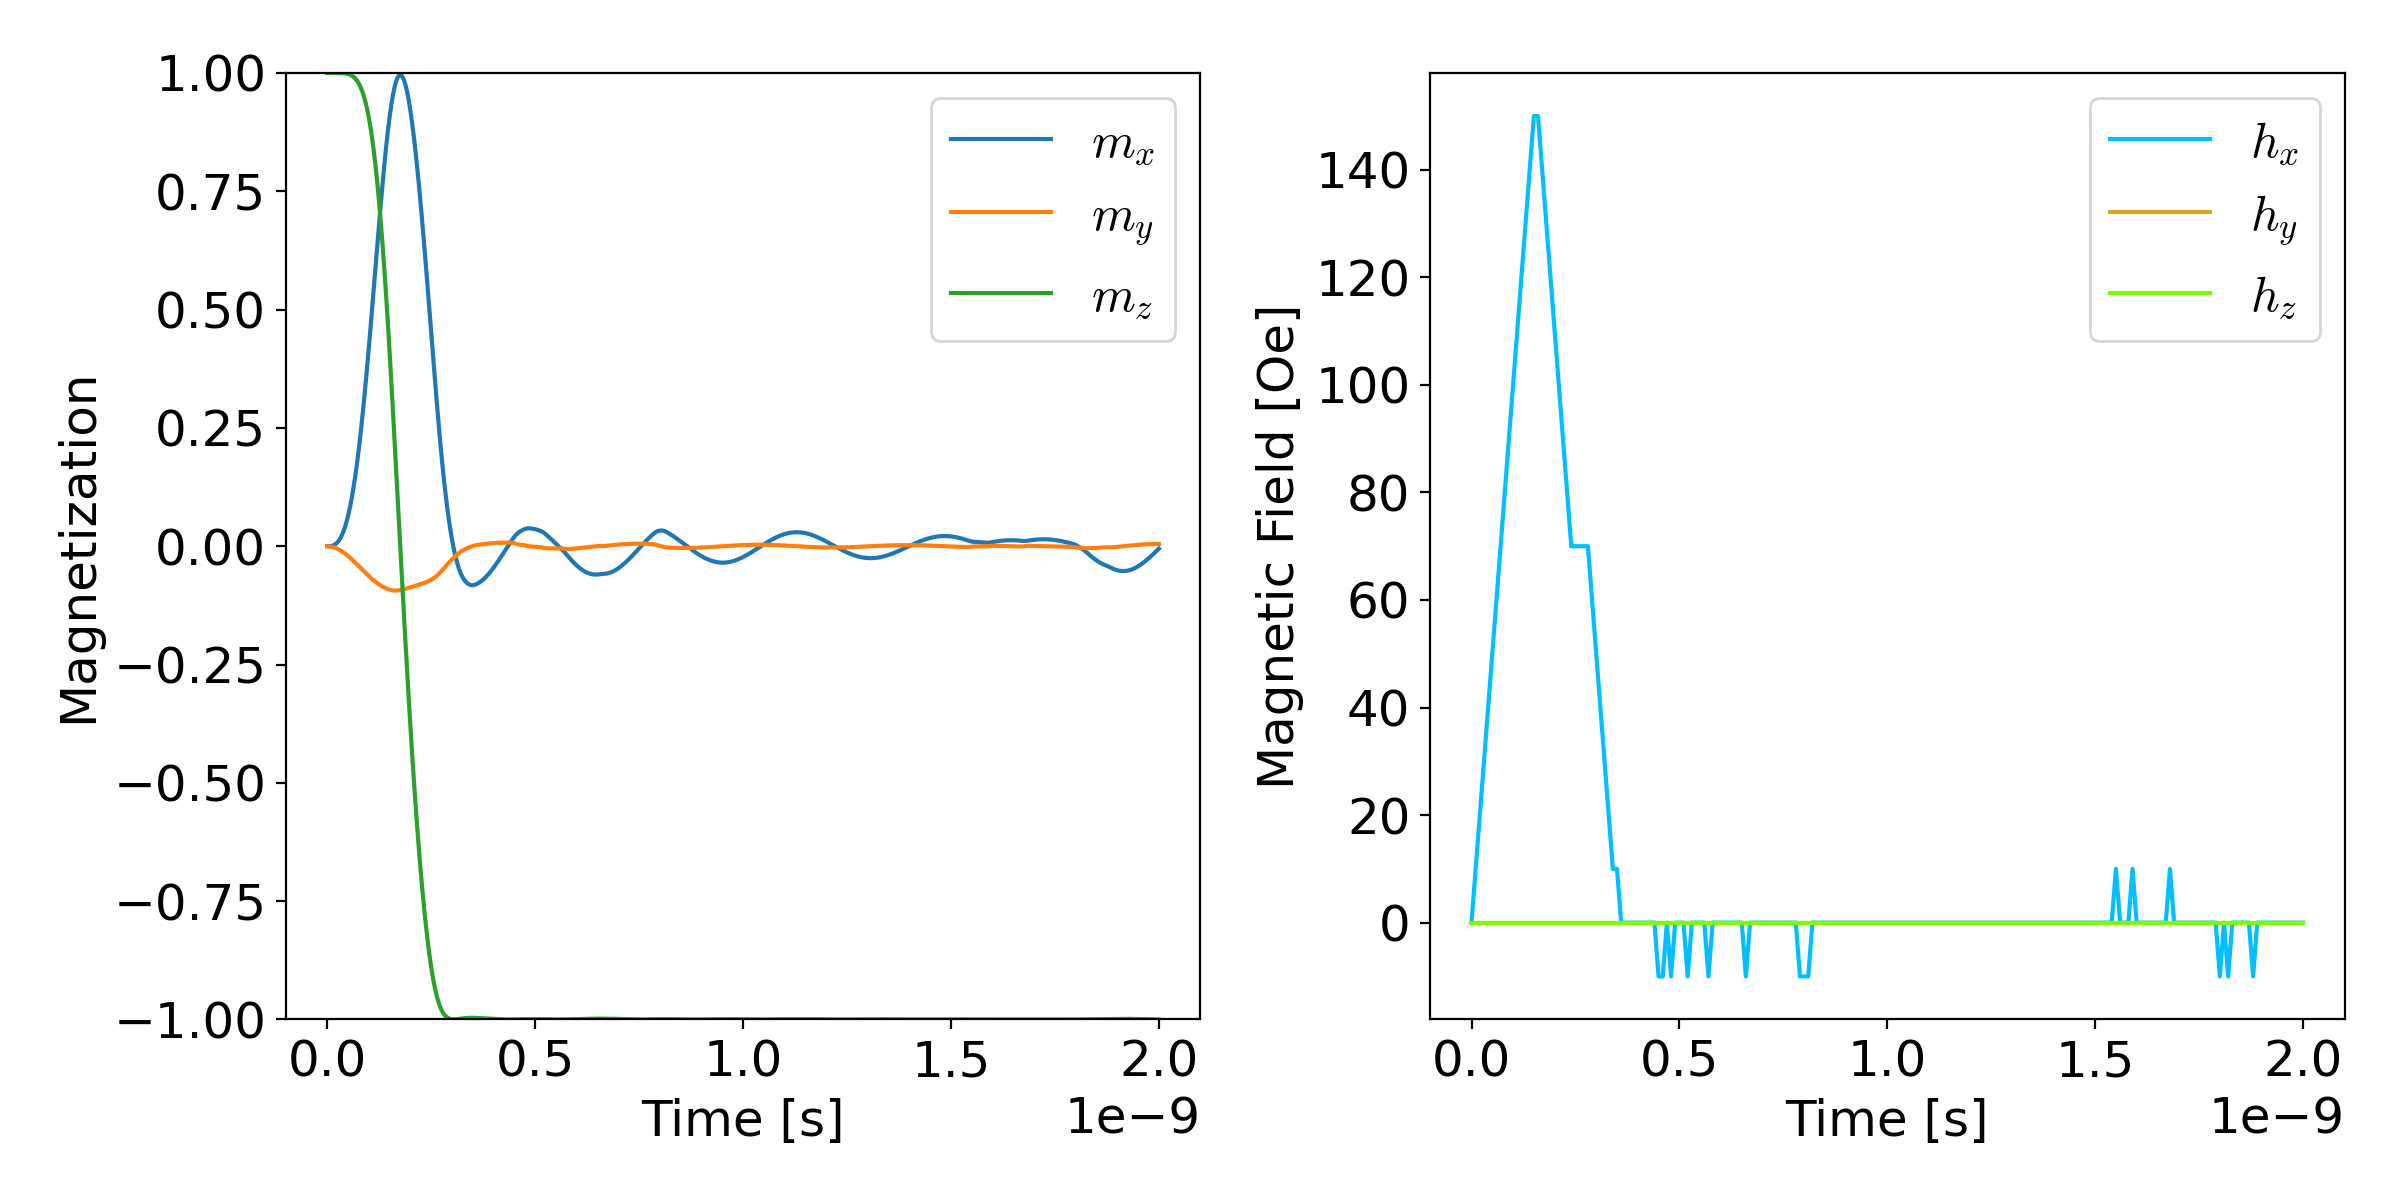 Magnetization
1.00
0.75
0.50
0.25
0.00
−0.25
−0.50
−0.75
−1.00
0.0 0.5 1.0 1.5 2.0
Time [s]
1e−9
m_x
m_y
m_z
Magnetic Field [Oe]
140
120
100
80
60
40
20
0
0.0 0.5 1.0 1.5 2.0
Time [s]
1e−9
h_x
h_y
h_z